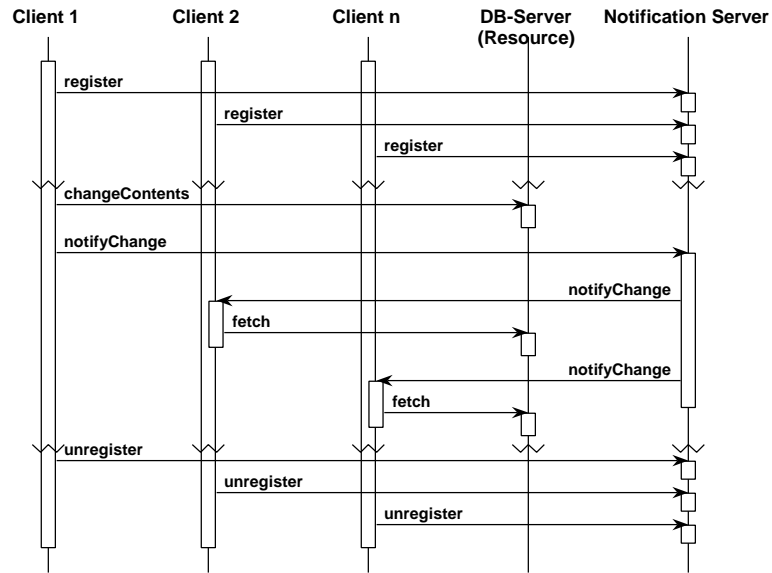 Client 1
Client 2
Client n
DB-Server
(Resource)
Notification Server
register
register
register
changeContents
notifyChange
notifyChange
fetch
notifyChange
fetch
unregister
unregister
unregister